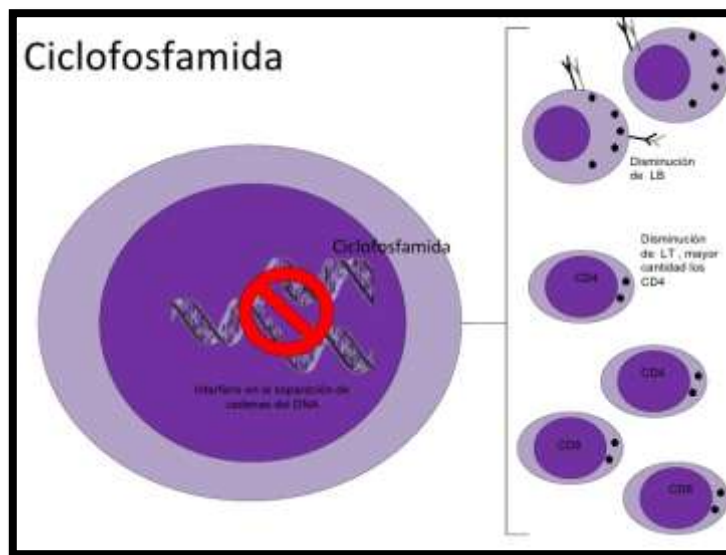 Ciclofosfamida
Ciclofosfamida
Interfiere en la separación de
cadenas del DNA
Disminución
de LB
Disminución
de LT , mayor
cantidad los
CD4
CD4
CD4
CD8
CD8